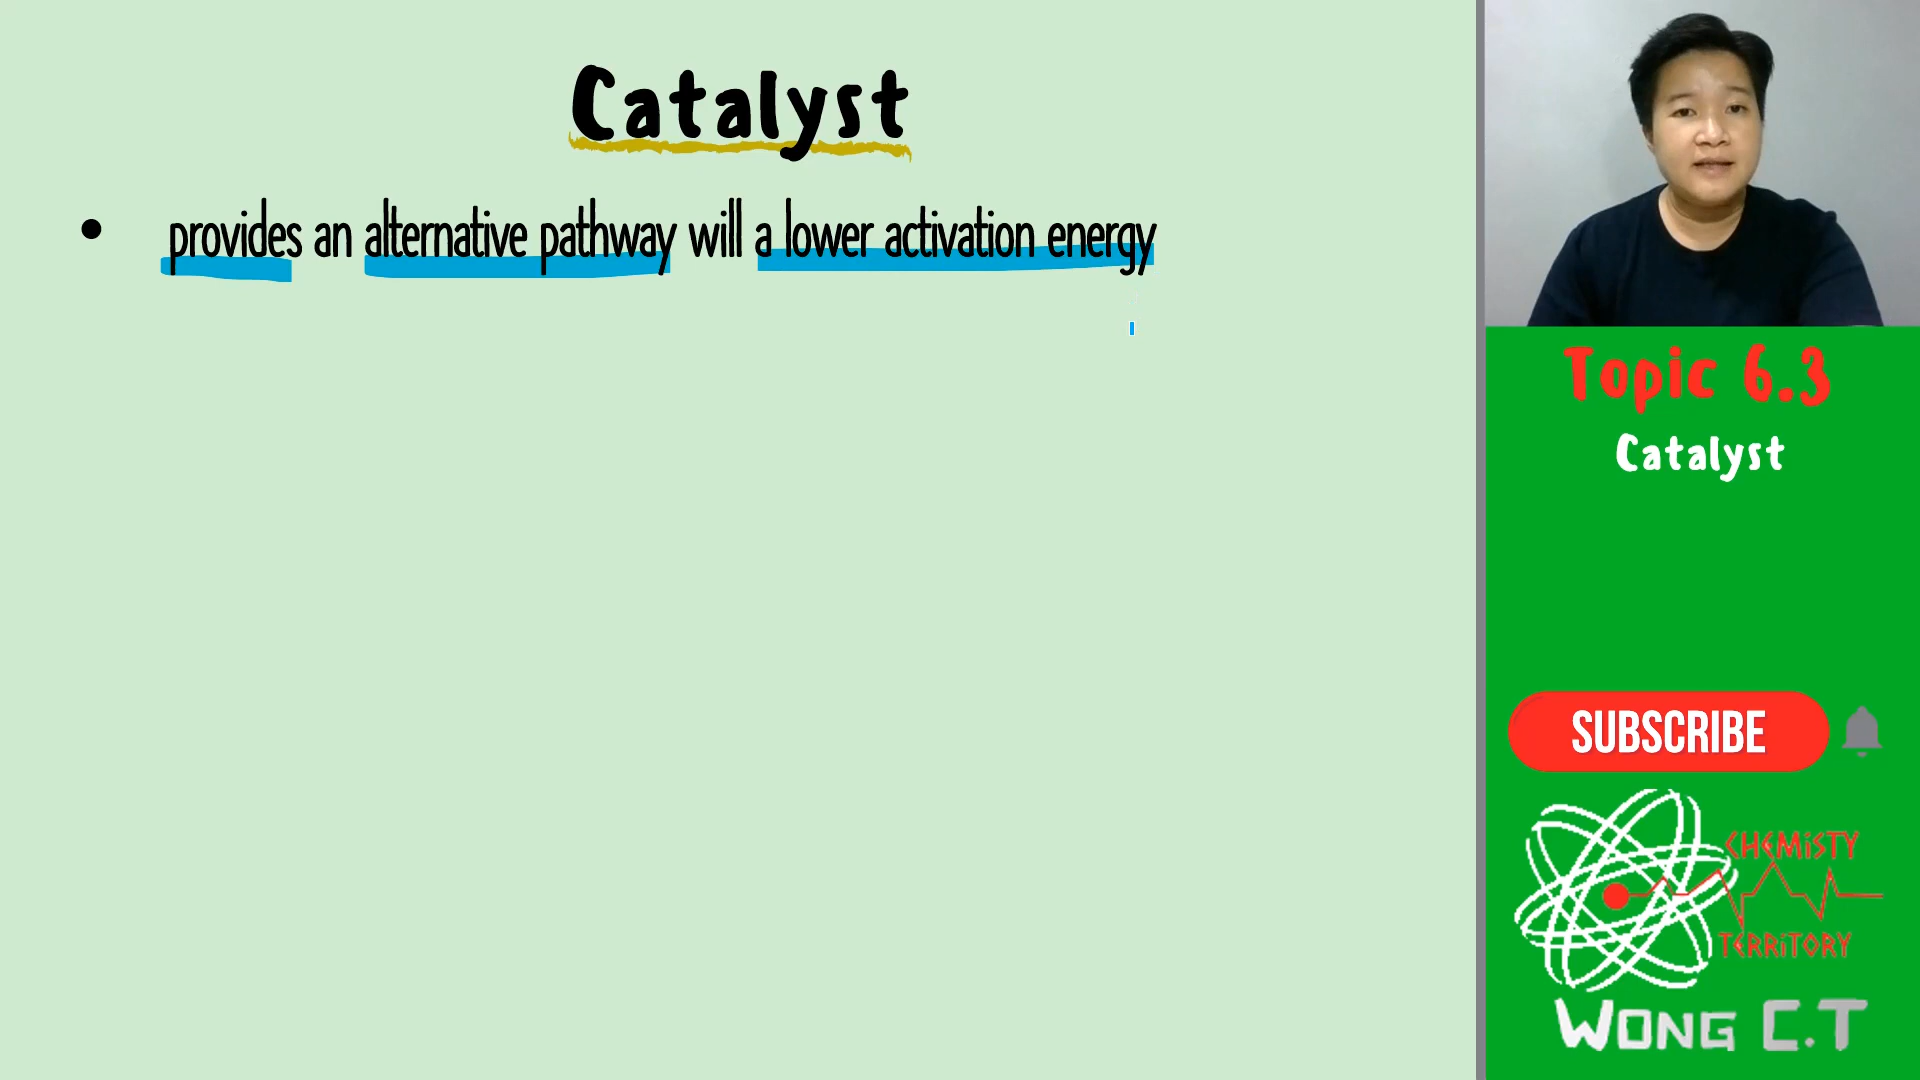 Catalyst
• provides an alternative pathway will a lower activation energy
Topic 6.3
Catalyst
SUBSCRIBE
CHEMiSTY
TERRiTORY
WONG C.T